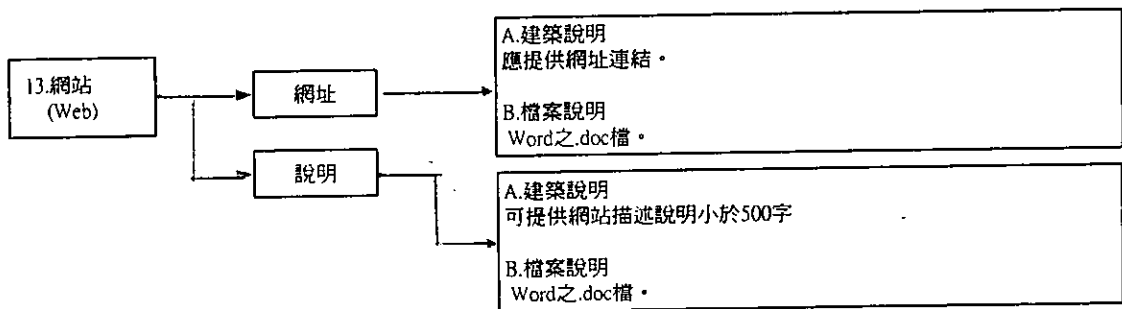 13.網站
(Web)
網址
A.建築說明
應提供網址連結。
B.檔案說明
Word之.doc檔。
說明
A.建築說明
可提供網站描述說明小於500字
B.檔案說明
Word之.doc檔。